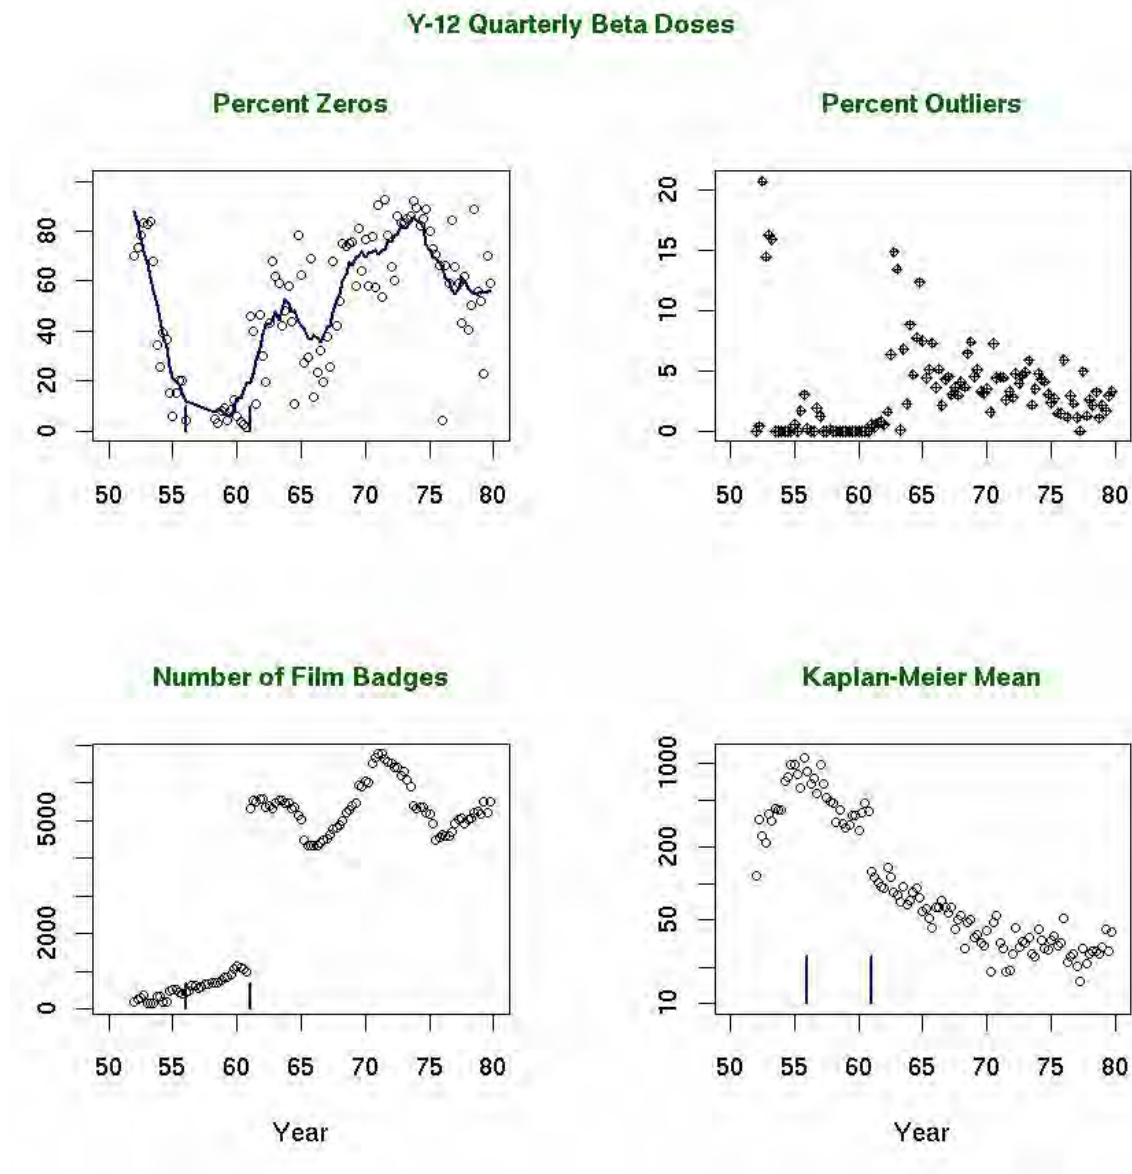 Y-12 Quarterly Beta Doses
Percent Zeros
Percent Outliers
80
60
40
20
0
50 55 60 65 70 75 80
20
15
10
5
0
50 55 60 65 70 75 80
Number of Film Badges
Kaplan-Meier Mean
5000
2000
0
50 55 60 65 70 75 80
Year
1000
200
50
10
50 55 60 65 70 75 80
Year